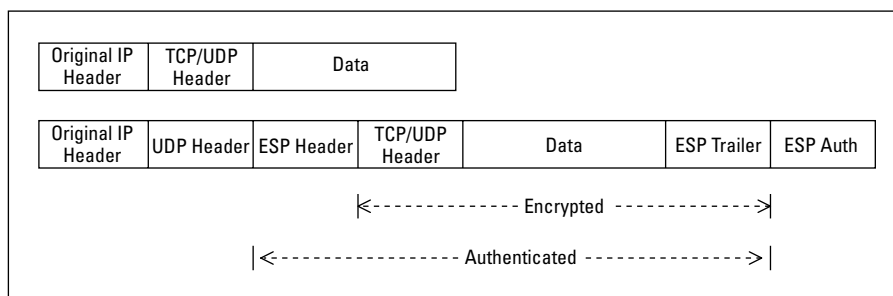 Original IP
Header
TCP/UDP
Header
Data
Original IP
Header
UDP Header
ESP Header
TCP/UDP
Header
Data
ESP Trailer
ESP Auth
Encrypted
Authenticated